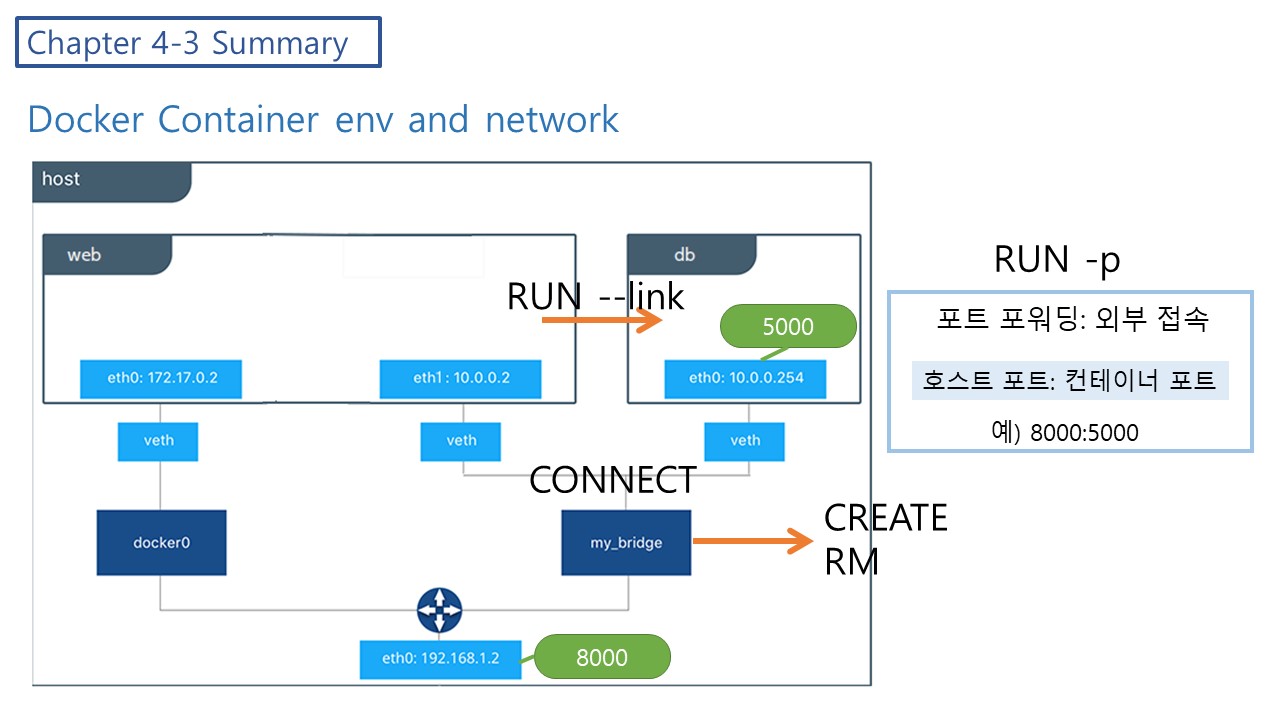 Chapter 4-3 Summary
Docker Container env and network
host
web
db
RUN --link
5000
eth0: 172.17.0.2
eth1 : 10.0.0.2
eth0: 10.0.0.254
veth
veth
veth
CONNECT
docker0
my_bridge
CREATE
RM
eth0: 192.168.1.2
8000
RUN -p
포트 포워딩: 외부 접속
호스트 포트: 컨테이너 포트
예) 8000:5000